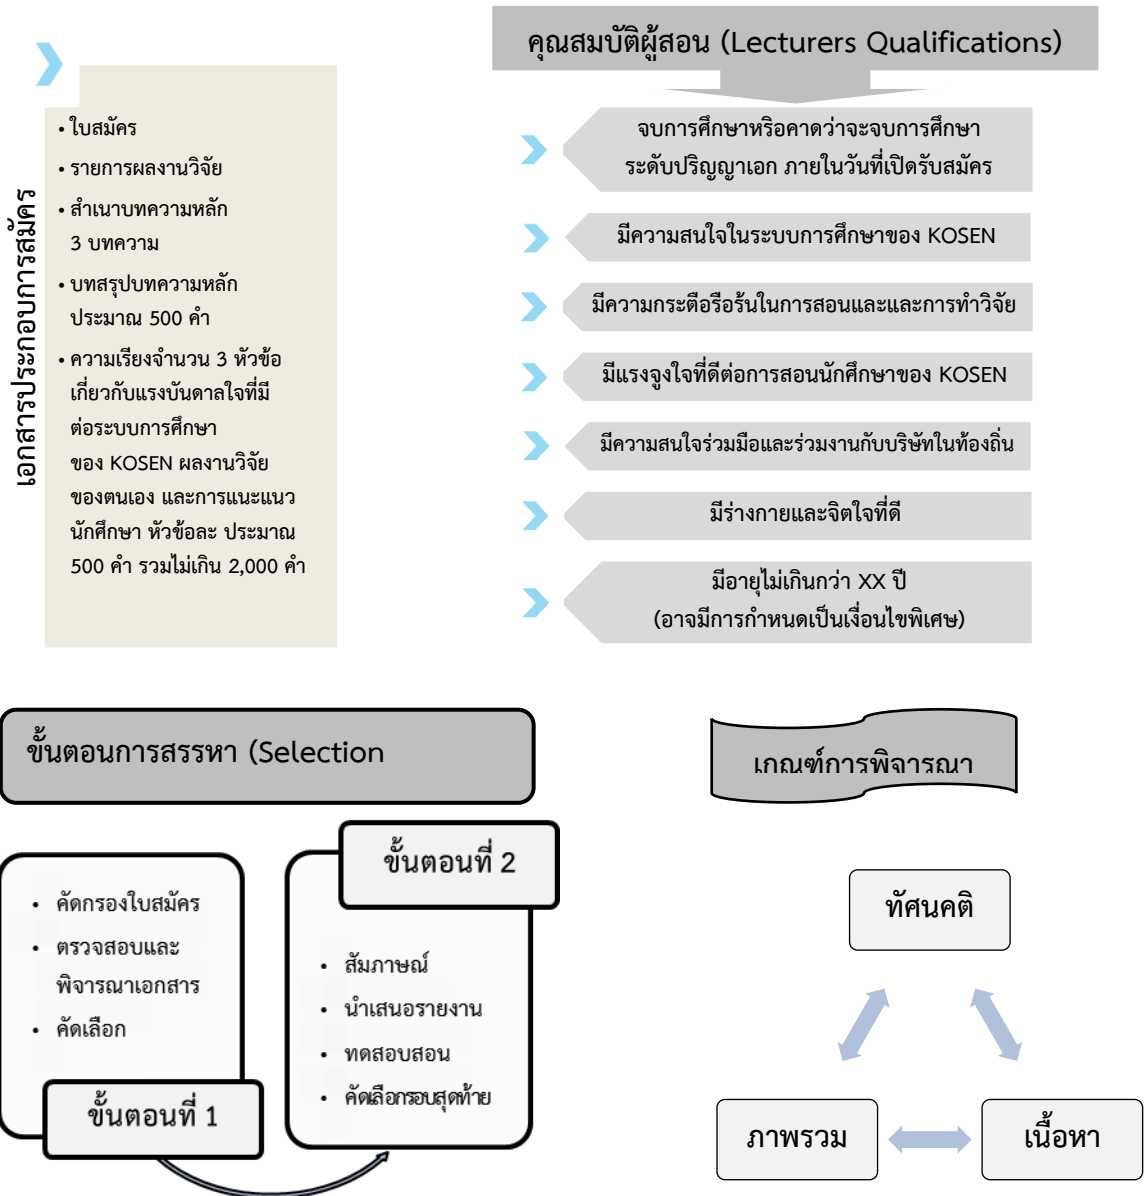 คุณสมบัติผู้สอน (Lecturers Qualifications)
เอกสารประกอบการสมัคร
• ใบสมัคร
• รายการผลงานวิจัย
• สำเนาบทความหลัก
3 บทความ
• บทสรุปบทความหลัก
ประมาณ 500 คำ
• ความเรียงจำนวน 3 หัวข้อ
เกี่ยวกับแรงบันดาลใจที่มี
ต่อระบบการศึกษา
ของ KOSEN ผลงานวิจัย
ของตนเอง และการแนะแนว
นักศึกษา หัวข้อละ ประมาณ
500 คำ รวมไม่เกิน 2,000 คำ
จบการศึกษาหรือคาดว่าจะจบการศึกษา
ระดับปริญญาเอก ภายในวันที่เปิดรับสมัคร
มีความสนใจในระบบการศึกษาของ KOSEN
มีความกระตือรือร้นในการสอนและและการทำวิจัย
มีแรงจูงใจที่ดีต่อการสอนนักศึกษาของ KOSEN
มีความสนใจร่วมมือและร่วมงานกับบริษัทในท้องถิ่น
มีร่างกายและจิตใจที่ดี
มีอายุไม่เกินกว่า XX ปี
(อาจมีการกำหนดเป็นเงื่อนไขพิเศษ)
ขั้นตอนการสรรหา (Selection
• คัดกรองใบสมัคร
• ตรวจสอบและ
พิจารณาเอกสาร
• คัดเลือก
ขั้นตอนที่ 1
ขั้นตอนที่ 2
• สัมภาษณ์
• นำเสนอรายงาน
• ทดสอบสอน
• คัดเลือกรอบสุดท้าย
เกณฑ์การพิจารณา
ทัศนคติ
ภาพรวม
เนื้อหา